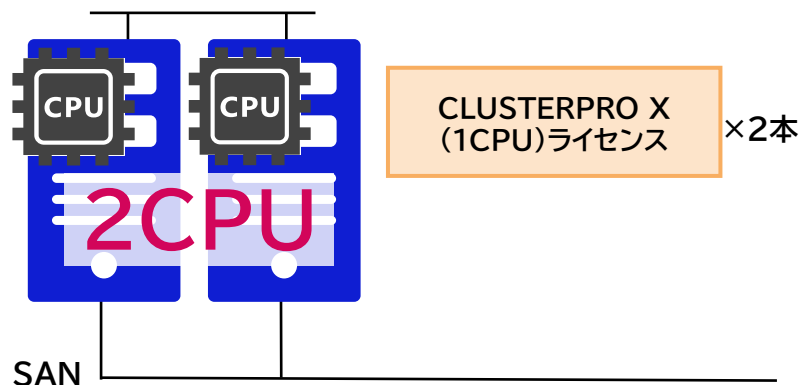 CPU
CPU
CLUSTERPRO X
(1CPU)ライセンス
×2本
2CPU
SAN